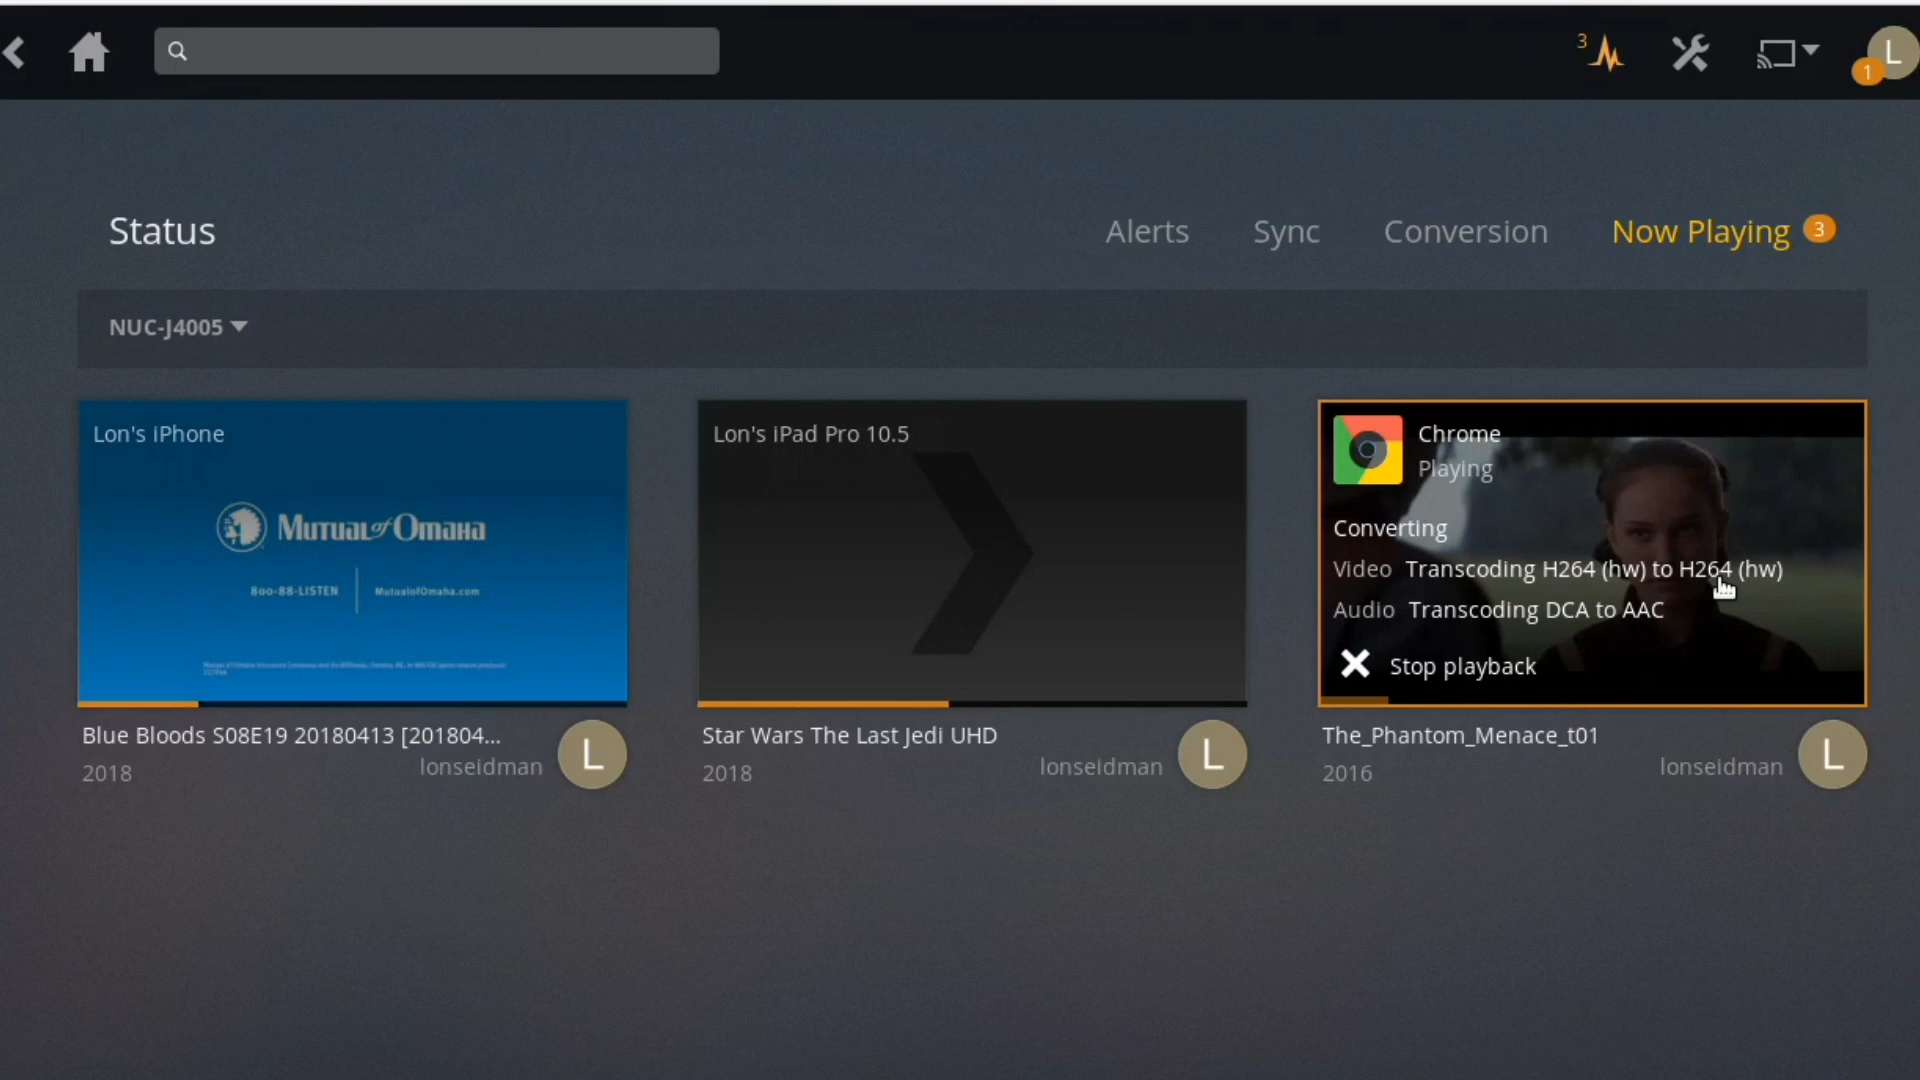 3
L
1
Status
Alerts
Sync
Conversion
Now Playing 3
NUC-J4005
Lon's iPhone
Mutual of Omaha
800-88-LISTEN
MutualofOmaha.com
Blue Bloods S08E19 20180413 [201804...
2018
lonseidman
L
Lon's iPad Pro 10.5
Star Wars The Last Jedi UHD
2018
lonseidman
L
Chrome
Playing
Converting
Video Transcoding H264 (hw) to H264 (hw)
Audio Transcoding DCA to AAC
Stop playback
The_Phantom_Menace_t01
2016
lonseidman
L